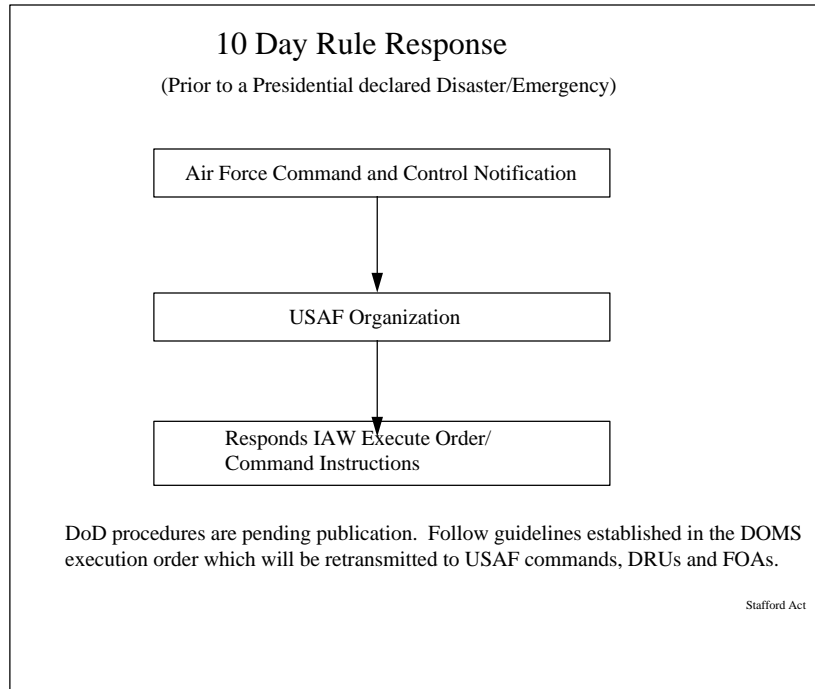 10 Day Rule Response
(Prior to a Presidential declared Disaster/Emergency)
Air Force Command and Control Notification
USAF Organization
Responds IAW Execute Order/
Command Instructions
DoD procedures are pending publication. Follow guidelines established in the DOMS
execution order which will be retransmitted to USAF commands, DRUs and FOAs.
Stafford Act